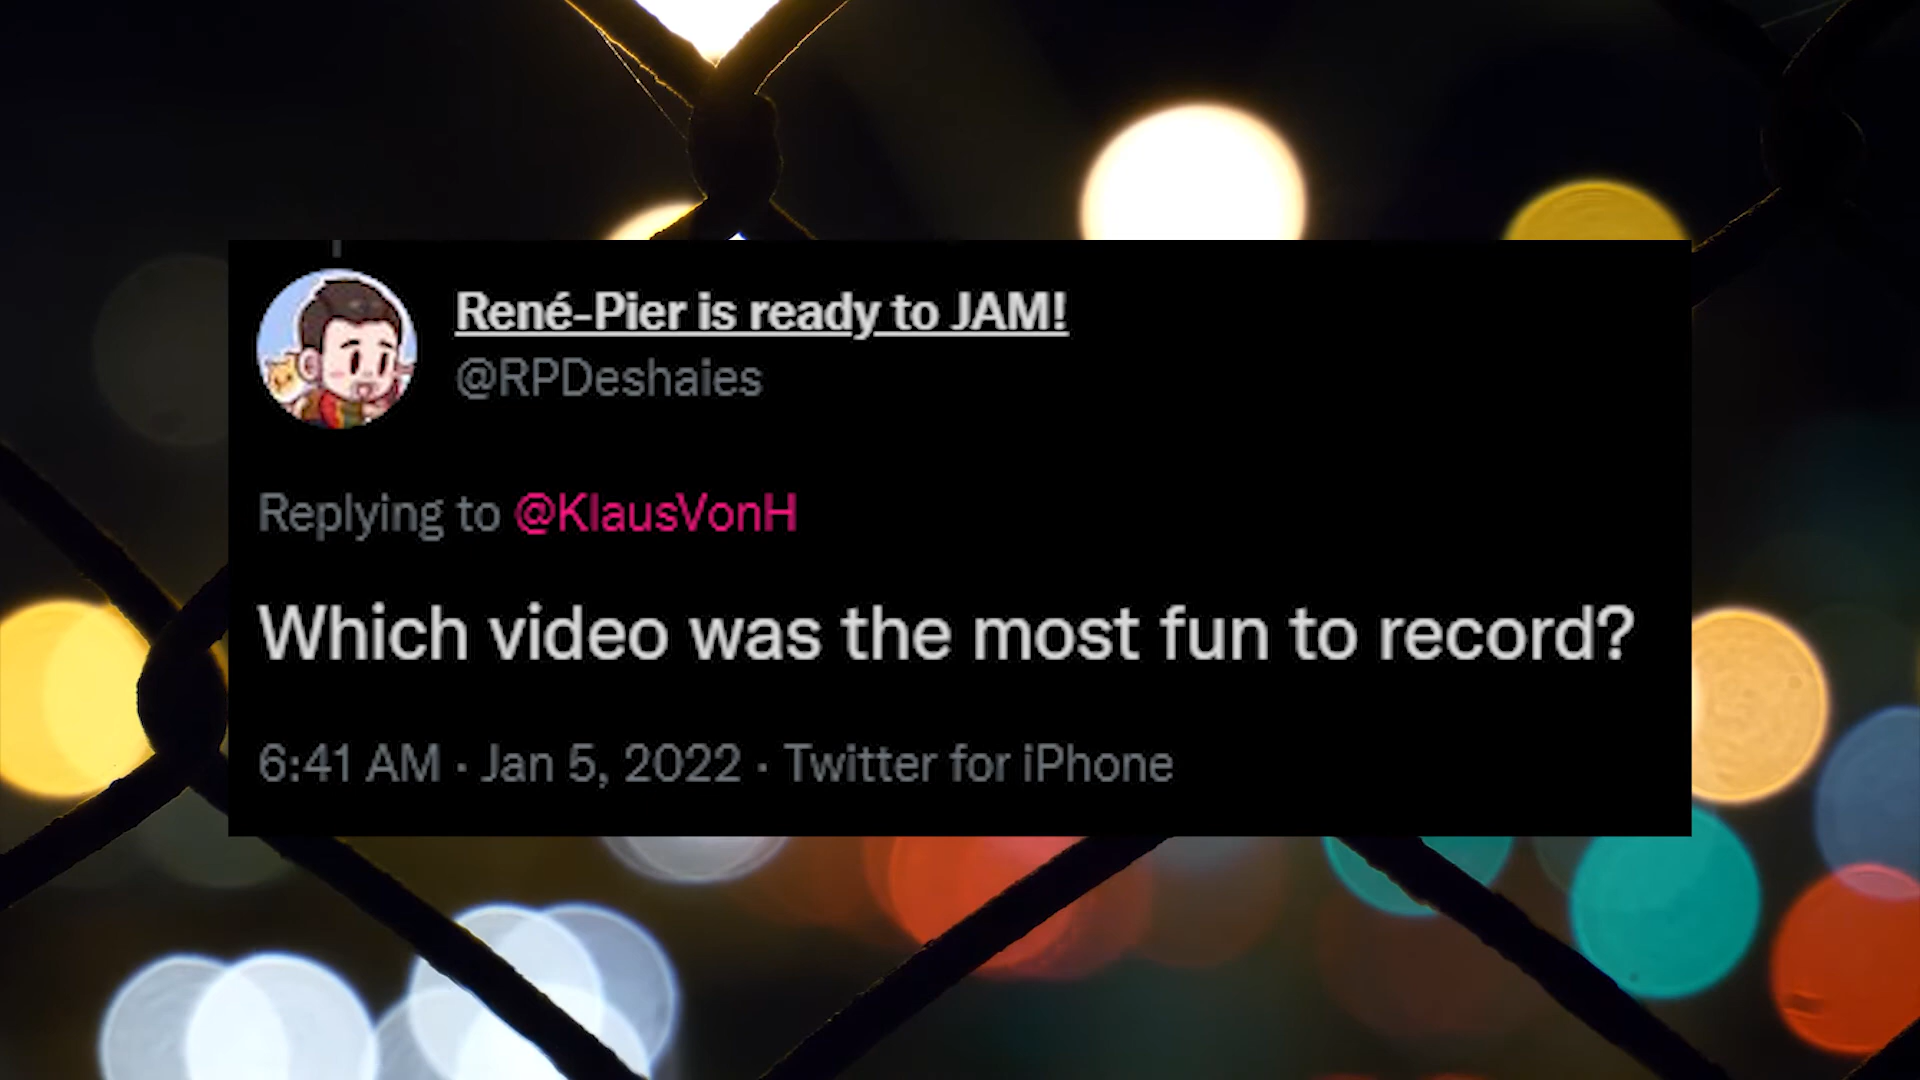 René-Pier is ready to JAM!
@RPDeshaies
Replying to @KlausVonH
Which video was the most fun to record?
6:41 AM · Jan 5, 2022 · Twitter for iPhone